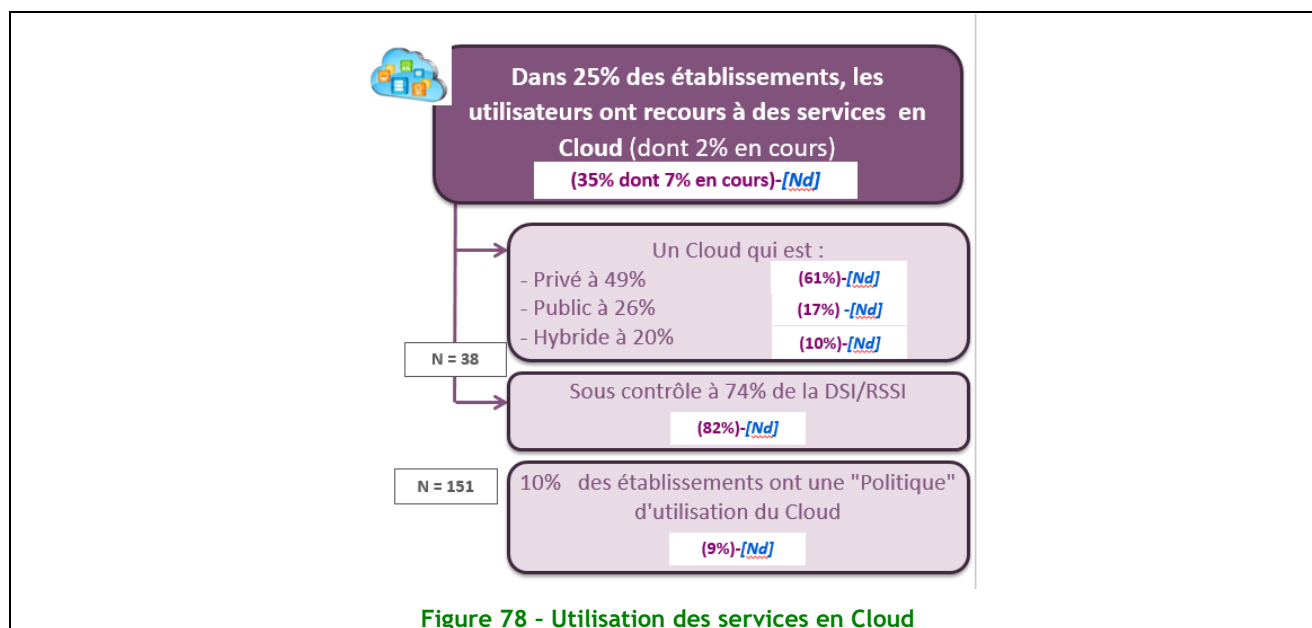 Dans 25% des établissements, les
utilisateurs ont recours à des services en
Cloud (dont 2% en cours)
(35% dont 7% en cours)-[Nd]
Un Cloud qui est :
- Privé à 49% (61%)-[Nd]
- Public à 26% (17%) -[Nd]
- Hybride à 20% (10%)-[Nd]
N = 38
Sous contrôle à 74% de la DSI/RSSI
(82%)-[Nd]
N = 151
10% des établissements ont une "Politique"
d'utilisation du Cloud
(9%)-[Nd]
Figure 78 - Utilisation des services en Cloud